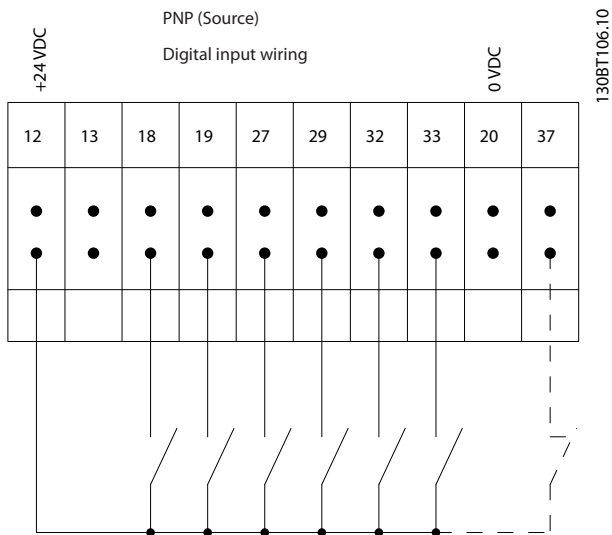 PNP (Source)
Digital input wiring
+24 VDC
0 VDC
130BT106.10
12 13 18 19 27 29 32 33 20 37